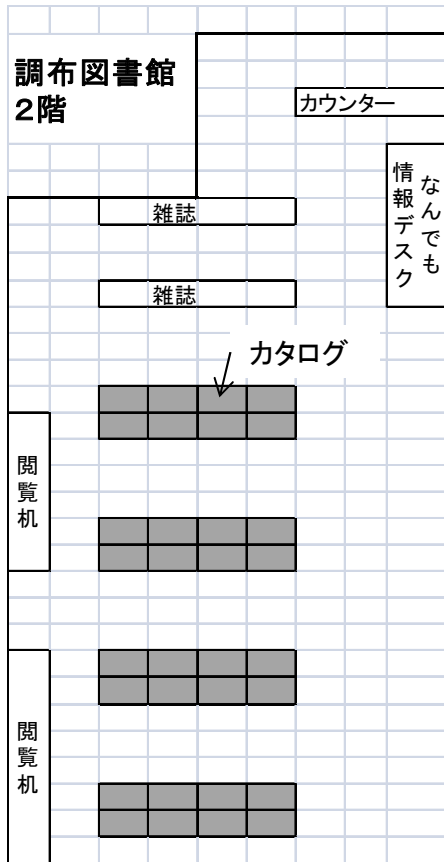 調布図書館
2階
カウンター
なんでも
情報デスク
雑誌
雑誌
カタログ
閲覧机
閲覧机